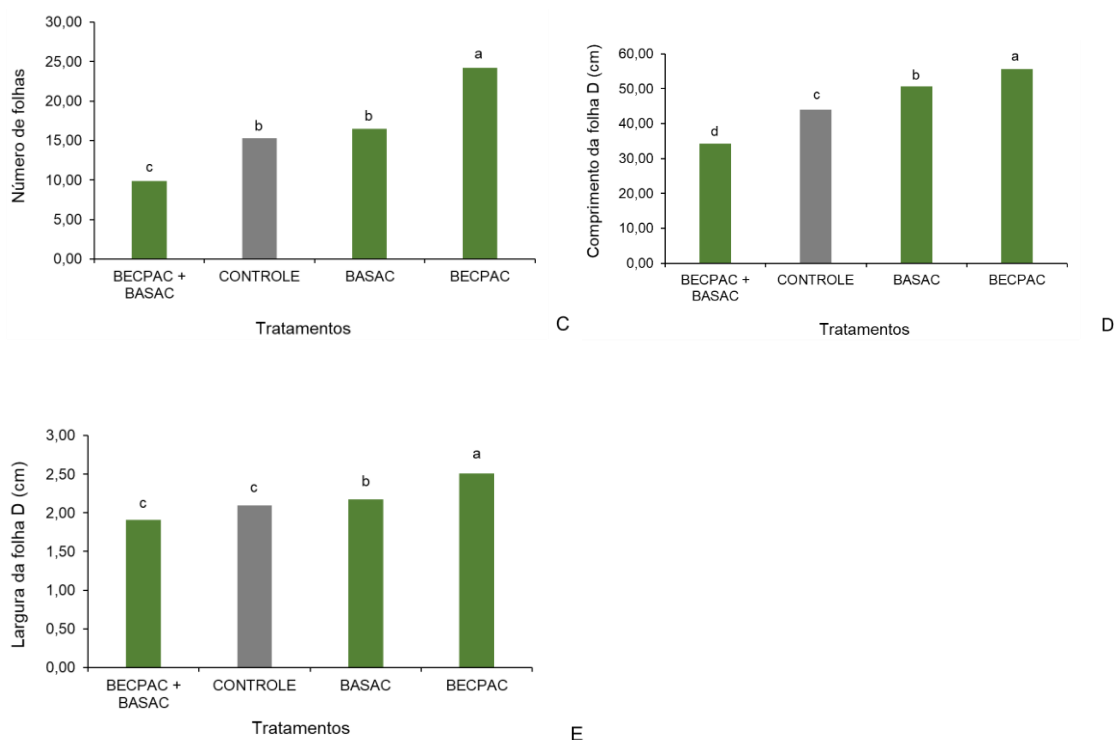 Número de folhas
30,00
25,00
20,00
15,00
10,00
5,00
0,00
c
b
b
a
BECPAC +
BASAC
CONTROLE
BASAC
BECPAC
Tratamentos
C
Comprimento da folha D (cm)
60,00
50,00
40,00
30,00
20,00
10,00
0,00
d
c
b
a
BECPAC +
BASAC
CONTROLE
BASAC
BECPAC
Tratamentos
D
Largura da folha D (cm)
3,00
2,50
2,00
1,50
1,00
0,50
0,00
c
c
b
a
BECPAC +
BASAC
CONTROLE
BASAC
BECPAC
Tratamentos
E